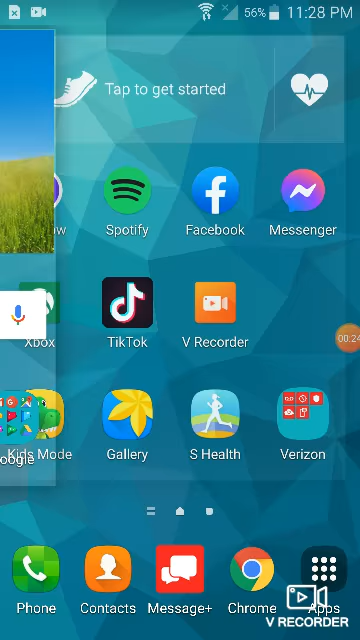 56% 11:28 PM
Tap to get started
Spotify Facebook Messenger
Xbox TikTok V Recorder
00:24
Kids Mode Gallery S Health Verizon
oogle
Phone Contacts Message+ Chrome Apps
V RECORDER